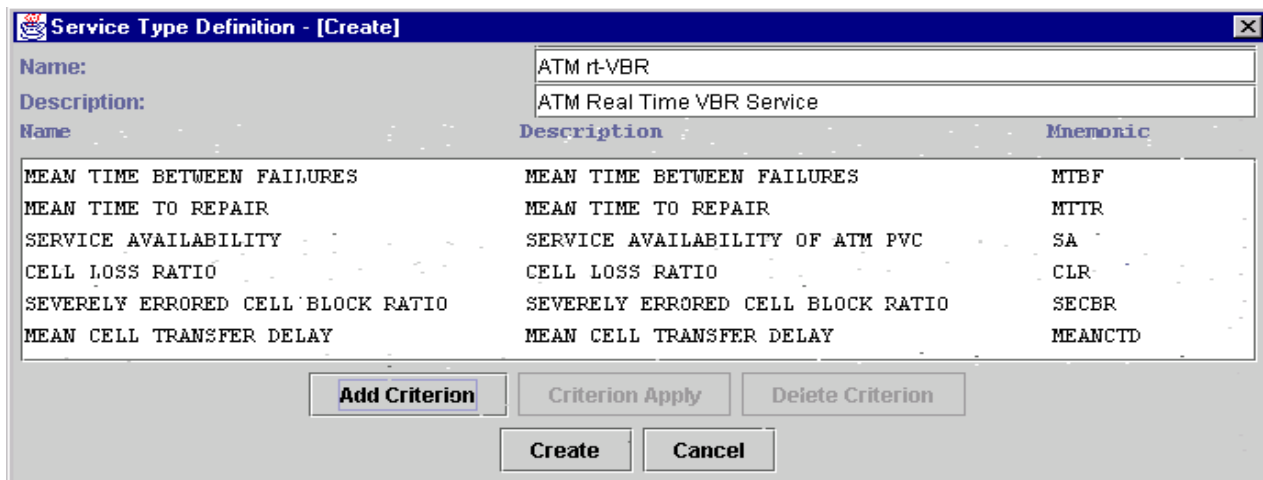 Service Type Definition - [Create]
Name: ATM rt-VBR
Description: ATM Real Time VBR Service
Name Description Mnemonic
MEAN TIME BETWEEN FAILURES MEAN TIME BETWEEN FAILURES MTBF
MEAN TIME TO REPAIR MEAN TIME TO REPAIR MTTR
SERVICE AVAILABILITY SERVICE AVAILABILITY OF ATM PVC SA
CELL LOSS RATIO CELL LOSS RATIO CLR
SEVERELY ERRORED CELL BLOCK RATIO SEVERELY ERRORED CELL BLOCK RATIO SECBR
MEAN CELL TRANSFER DELAY MEAN CELL TRANSFER DELAY MEANCTD
Add Criterion Criterion Apply Delete Criterion
Create Cancel